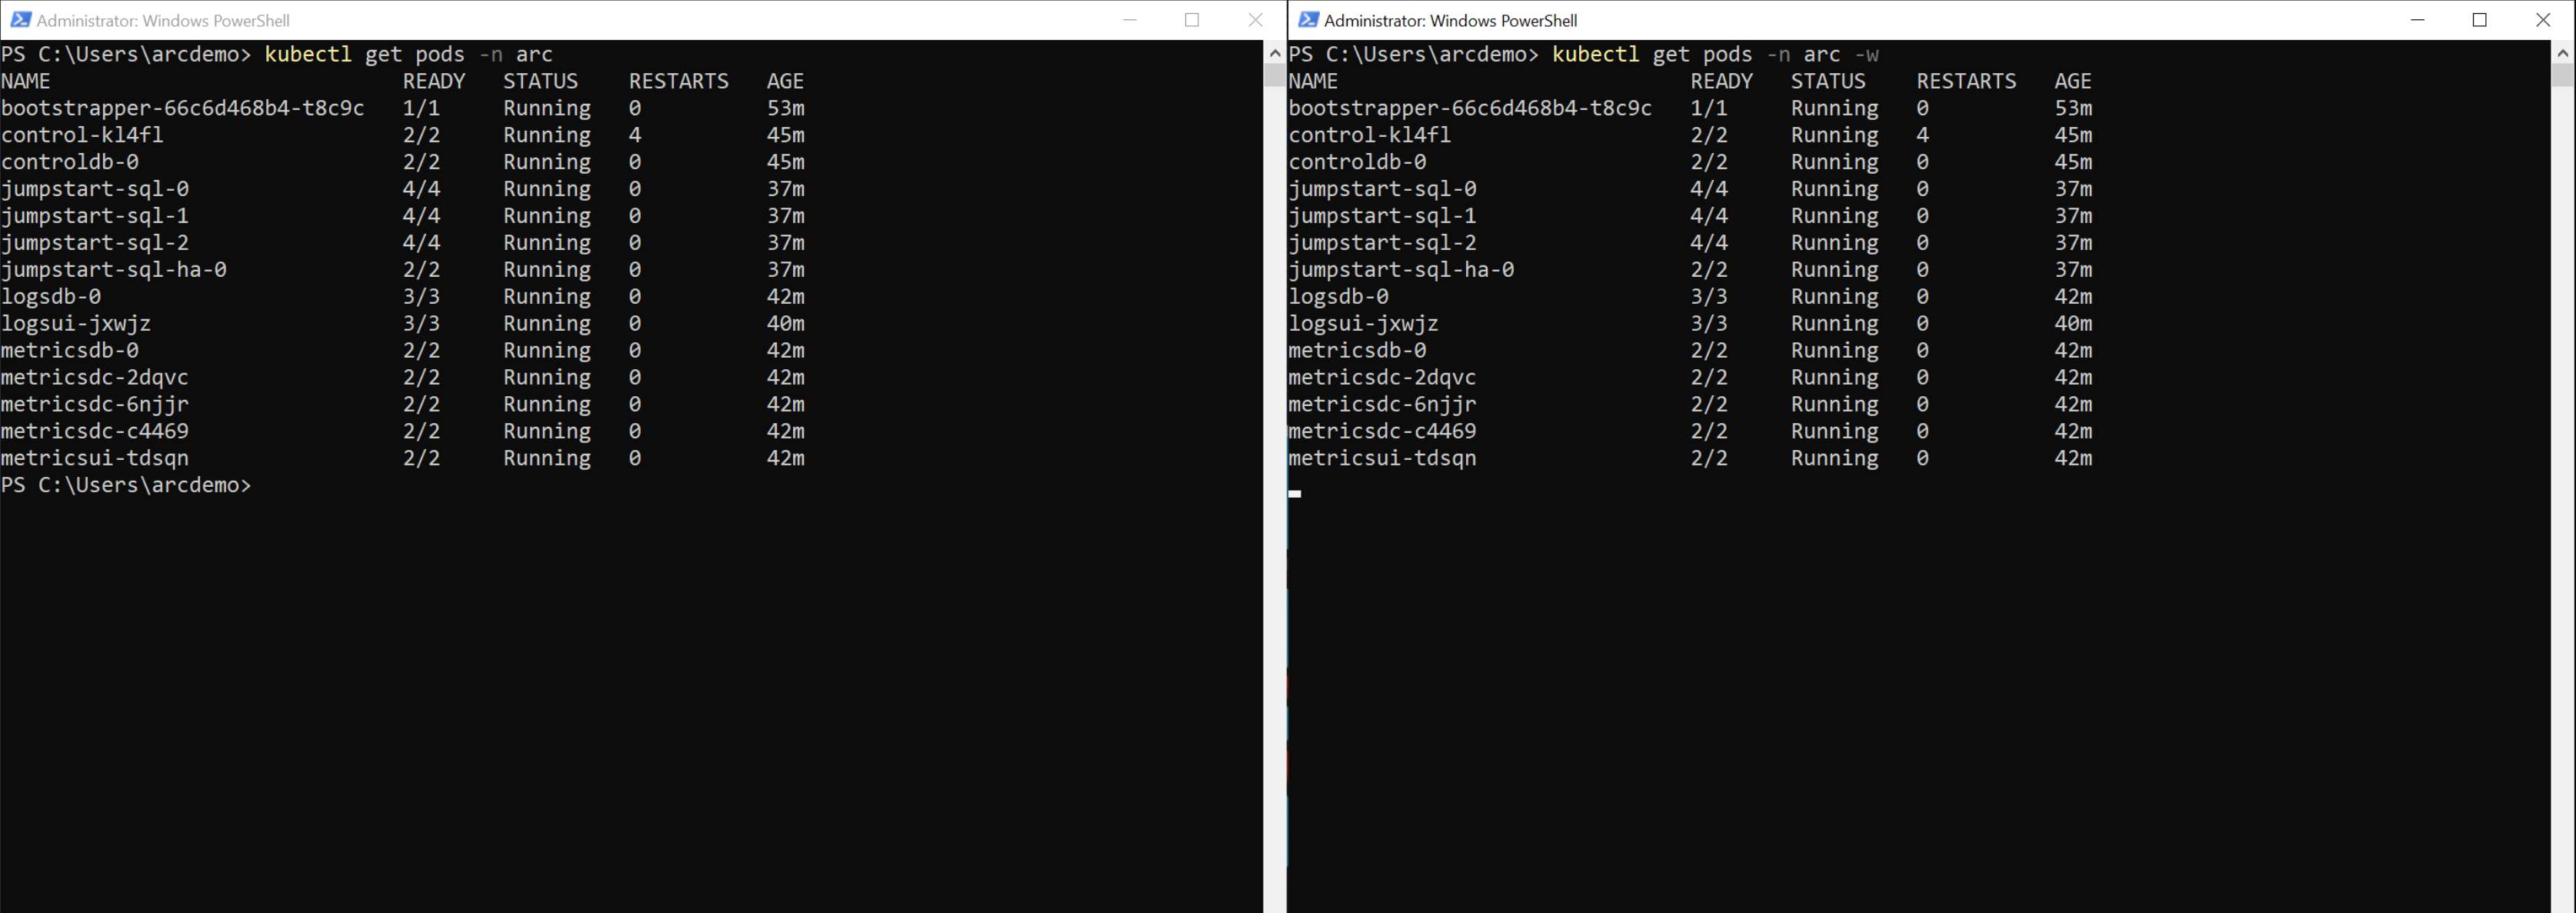 Administrator: Windows PowerShell
PS C:\Users\arcdemo> kubectl get pods -n arc
NAME READY STATUS RESTARTS AGE
bootstrapper-66c6d468b4-t8c9c 1/1 Running 0 53m
control-kl4fl 2/2 Running 4 45m
controldb-0 2/2 Running 0 45m
jumpstart-sql-0 4/4 Running 0 37m
jumpstart-sql-1 4/4 Running 0 37m
jumpstart-sql-2 4/4 Running 0 37m
jumpstart-sql-ha-0 2/2 Running 0 37m
logsdb-0 3/3 Running 0 42m
logsui-jxwjz 3/3 Running 0 40m
metricsdb-0 2/2 Running 0 42m
metricsdc-2dqvc 2/2 Running 0 42m
metricsdc-6njjr 2/2 Running 0 42m
metricsdc-c4469 2/2 Running 0 42m
metricsui-tdsqn 2/2 Running 0 42m
PS C:\Users\arcdemo>
Administrator: Windows PowerShell
PS C:\Users\arcdemo> kubectl get pods -n arc -w
NAME READY STATUS RESTARTS AGE
bootstrapper-66c6d468b4-t8c9c 1/1 Running 0 53m
control-kl4fl 2/2 Running 4 45m
controldb-0 2/2 Running 0 45m
jumpstart-sql-0 4/4 Running 0 37m
jumpstart-sql-1 4/4 Running 0 37m
jumpstart-sql-2 4/4 Running 0 37m
jumpstart-sql-ha-0 2/2 Running 0 37m
logsdb-0 3/3 Running 0 42m
logsui-jxwjz 3/3 Running 0 40m
metricsdb-0 2/2 Running 0 42m
metricsdc-2dqvc 2/2 Running 0 42m
metricsdc-6njjr 2/2 Running 0 42m
metricsdc-c4469 2/2 Running 0 42m
metricsui-tdsqn 2/2 Running 0 42m